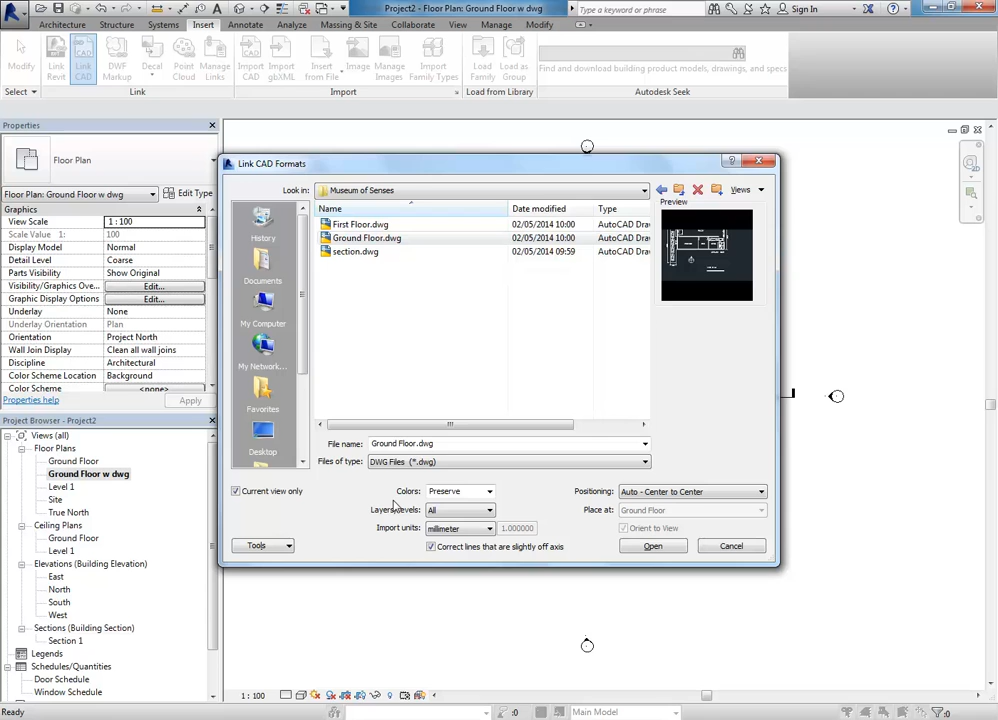 Project2 - Floor Plan: Ground Floor w dwg
Type a keyword or phrase
Sign In
Architecture Structure Systems Insert Annotate Analyze Massing & Site Collaborate View Manage Modify
Modify
Link Revit
Link CAD
DWF Markup
Decal
Point Cloud
Manage Links
Import CAD
Import gbXML
Insert from File
Image
Manage Images
Import Family Types
Load Family
Load as Group
Find and download building product models, drawings, and specs
Select
Link
Import
Load from Library
Autodesk Seek
Properties
Floor Plan
Floor Plan: Ground Floor w dwg
Edit Type
Graphics
View Scale 1 : 100
Scale Value 1: 100
Display Model Normal
Detail Level Coarse
Parts Visibility Show Original
Visibility/Graphics Ove... Edit...
Graphic Display Options Edit...
Underlay None
Underlay Orientation Plan
Orientation Project North
Wall Join Display Clean all wall joins
Discipline Architectural
Color Scheme Location Background
Color Scheme <none>
Properties help
Apply
Project Browser - Project2
Views (all)
Floor Plans
Ground Floor
Ground Floor w dwg
Level 1
Site
True North
Ceiling Plans
Ground Floor
Level 1
Elevations (Building Elevation)
East
North
South
West
Sections (Building Section)
Section 1
Legends
Schedules/Quantities
Door Schedule
Window Schedule
Link CAD Formats
Look in: Museum of Senses
Views
Name Date modified Type
First Floor.dwg 02/05/2014 10:00 AutoCAD Dra
Ground Floor.dwg 02/05/2014 10:00 AutoCAD Dra
section.dwg 02/05/2014 09:59 AutoCAD Dra
Preview
History
Documents
My Computer
My Network...
Favorites
Desktop
File name: Ground Floor.dwg
Files of type: DWG Files (*.dwg)
Current view only
Colors: Preserve
Positioning: Auto - Center to Center
Layers/Levels: All
Place at: Ground Floor
Import units: millimeter 1.000000
Orient to View
Correct lines that are slightly off axis
Tools
Open
Cancel
1 : 100
Ready
:0
Main Model
:0